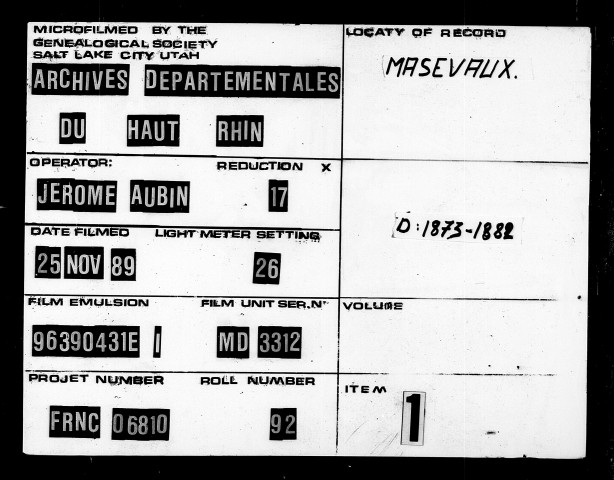 MICROFILMED BY THE
GENEALOGICAL SOCIETY
SALT LAKE CITY UTAH
ARCHIVES DEPARTEMENTALES
DU HAUT RHIN
OPERATOR: REDUCTION X
JEROME AUBIN 17
DATE FILMED LIGHT METER SETTING
25 NOV 89 26
FILM EMULSION FILM UNIT SER.N°
96390431E 1 MD 3312
PROJET NUMBER ROLL NUMBER
FRNC 06810 92
LOCATY OF RECORD
MASEVAUX.
D:1873-1882
VOLUME
ITEM 1